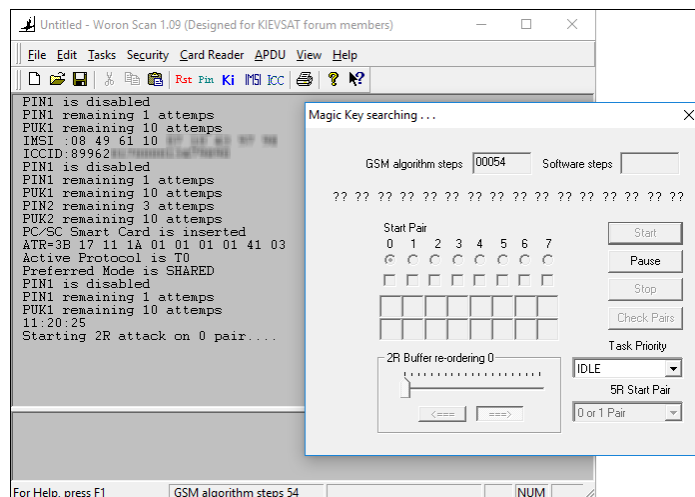 Untitled - Woron Scan 1.09 (Designed for KIEVSAT forum members)
File Edit Tasks Security Card Reader APDU View Help
Rst Pin Ki IMSI ICC
PIN1 is disabled
PIN1 remaining 1 attemps
PUK1 remaining 10 attemps
IMSI :08 49 61 10
ICCID:89962
PIN1 is disabled
PIN1 remaining 1 attemps
PUK1 remaining 10 attemps
PIN2 remaining 3 attemps
PUK2 remaining 10 attemps
PC/SC Smart Card is inserted
ATR=3B 17 11 1A 01 01 01 01 41 03
Active Protocol is T0
Preferred Mode is SHARED
PIN1 is disabled
PIN1 remaining 1 attemps
PUK1 remaining 10 attemps
11:20:25
Starting 2R attack on 0 pair....
Magic Key searching . . .
GSM algorithm steps 00054 Software steps
?? ?? ?? ?? ?? ?? ?? ?? ?? ?? ?? ?? ?? ?? ?? ??
Start Pair
0 1 2 3 4 5 6 7
Start
Pause
Stop
Check Pairs
2R Buffer re-ordering 0
<=== ===>
Task Priority
IDLE
5R Start Pair
0 or 1 Pair
For Help, press F1 GSM algorithm steps 54 NUM